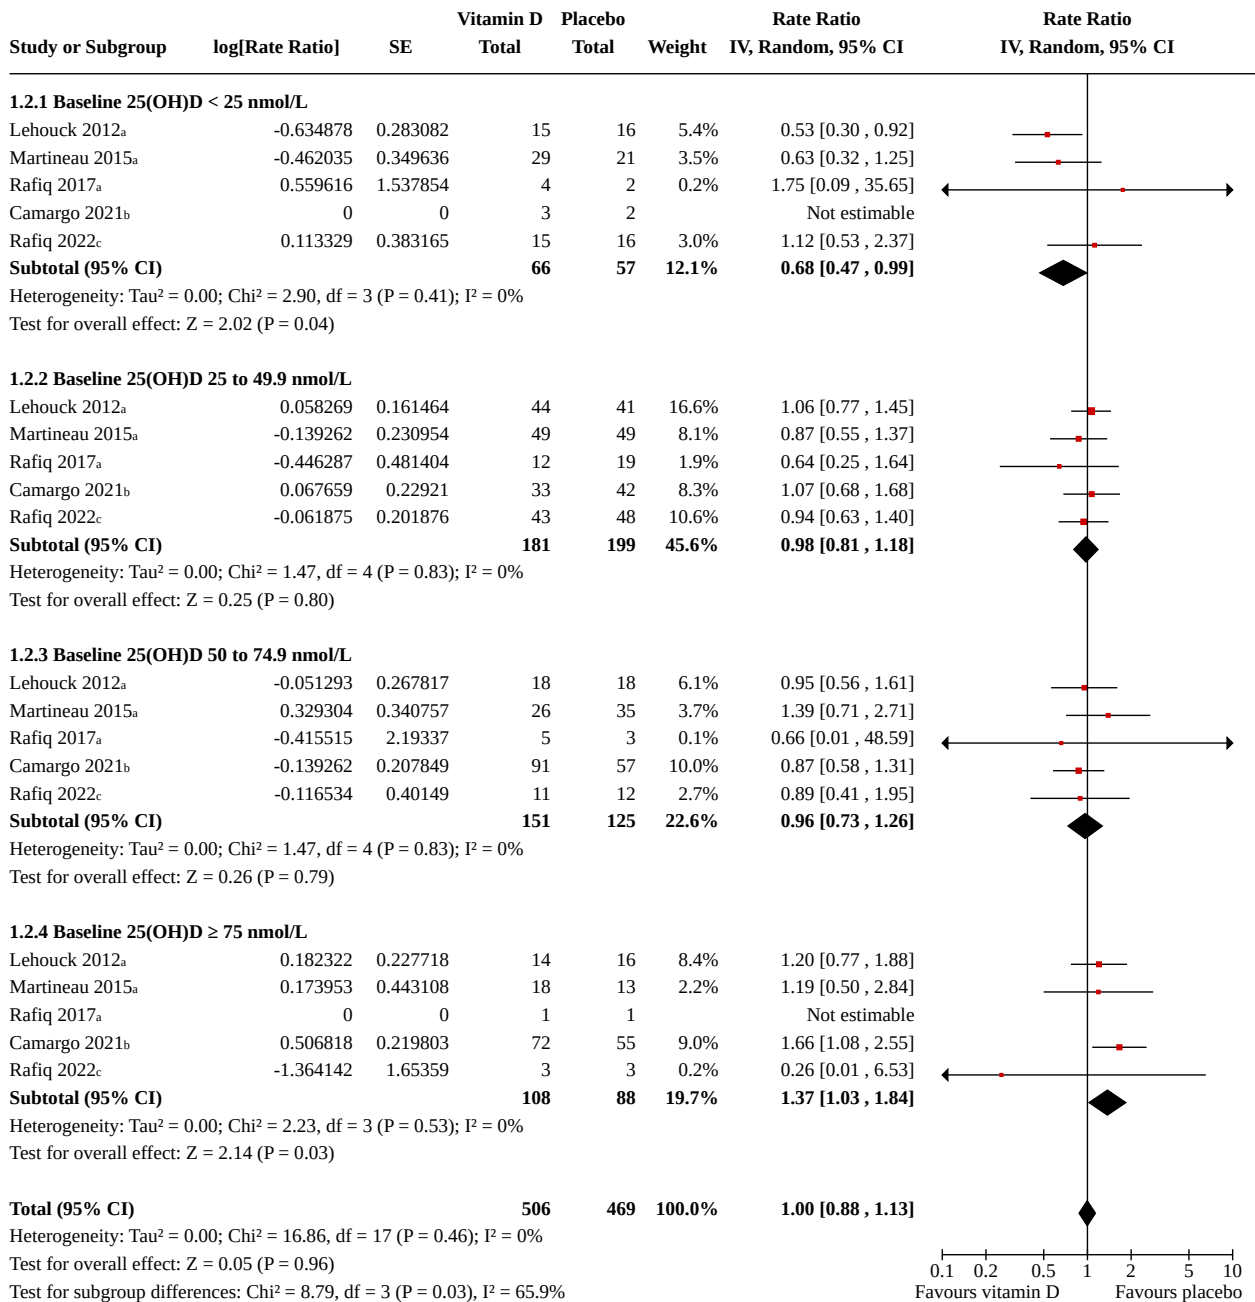 Vitamin D Placebo Rate Ratio Rate Ratio
Study or Subgroup log[Rate Ratio] SE Total Total Weight IV, Random, 95% CI IV, Random, 95% CI
1.2.1 Baseline 25(OH)D < 25 nmol/L
Lehouck 2012a -0.634878 0.283082 15 16 5.4% 0.53 [0.30 , 0.92]
Martineau 2015a -0.462035 0.349636 29 21 3.5% 0.63 [0.32 , 1.25]
Rafiq 2017a 0.559616 1.537854 4 2 0.2% 1.75 [0.09 , 35.65]
Camargo 2021b 0 0 3 2 Not estimable
Rafiq 2022c 0.113329 0.383165 15 16 3.0% 1.12 [0.53 , 2.37]
Subtotal (95% CI) 66 57 12.1% 0.68 [0.47 , 0.99]
Heterogeneity: Tau² = 0.00; Chi² = 2.90, df = 3 (P = 0.41); I² = 0%
Test for overall effect: Z = 2.02 (P = 0.04)
1.2.2 Baseline 25(OH)D 25 to 49.9 nmol/L
Lehouck 2012a 0.058269 0.161464 44 41 16.6% 1.06 [0.77 , 1.45]
Martineau 2015a -0.139262 0.230954 49 49 8.1% 0.87 [0.55 , 1.37]
Rafiq 2017a -0.446287 0.481404 12 19 1.9% 0.64 [0.25 , 1.64]
Camargo 2021b 0.067659 0.22921 33 42 8.3% 1.07 [0.68 , 1.68]
Rafiq 2022c -0.061875 0.201876 43 48 10.6% 0.94 [0.63 , 1.40]
Subtotal (95% CI) 181 199 45.6% 0.98 [0.81 , 1.18]
Heterogeneity: Tau² = 0.00; Chi² = 1.47, df = 4 (P = 0.83); I² = 0%
Test for overall effect: Z = 0.25 (P = 0.80)
1.2.3 Baseline 25(OH)D 50 to 74.9 nmol/L
Lehouck 2012a -0.051293 0.267817 18 18 6.1% 0.95 [0.56 , 1.61]
Martineau 2015a 0.329304 0.340757 26 35 3.7% 1.39 [0.71 , 2.71]
Rafiq 2017a -0.415515 2.19337 5 3 0.1% 0.66 [0.01 , 48.59]
Camargo 2021b -0.139262 0.207849 91 57 10.0% 0.87 [0.58 , 1.31]
Rafiq 2022c -0.116534 0.40149 11 12 2.7% 0.89 [0.41 , 1.95]
Subtotal (95% CI) 151 125 22.6% 0.96 [0.73 , 1.26]
Heterogeneity: Tau² = 0.00; Chi² = 1.47, df = 4 (P = 0.83); I² = 0%
Test for overall effect: Z = 0.26 (P = 0.79)
1.2.4 Baseline 25(OH)D ≥ 75 nmol/L
Lehouck 2012a 0.182322 0.227718 14 16 8.4% 1.20 [0.77 , 1.88]
Martineau 2015a 0.173953 0.443108 18 13 2.2% 1.19 [0.50 , 2.84]
Rafiq 2017a 0 0 1 1 Not estimable
Camargo 2021b 0.506818 0.219803 72 55 9.0% 1.66 [1.08 , 2.55]
Rafiq 2022c -1.364142 1.65359 3 3 0.2% 0.26 [0.01 , 6.53]
Subtotal (95% CI) 108 88 19.7% 1.37 [1.03 , 1.84]
Heterogeneity: Tau² = 0.00; Chi² = 2.23, df = 3 (P = 0.53); I² = 0%
Test for overall effect: Z = 2.14 (P = 0.03)
Total (95% CI) 506 469 100.0% 1.00 [0.88 , 1.13]
Heterogeneity: Tau² = 0.00; Chi² = 16.86, df = 17 (P = 0.46); I² = 0%
Test for overall effect: Z = 0.05 (P = 0.96)
0.1 0.2 0.5 1 2 5 10
Test for subgroup differences: Chi² = 8.79, df = 3 (P = 0.03), I² = 65.9% Favours vitamin D Favours placebo